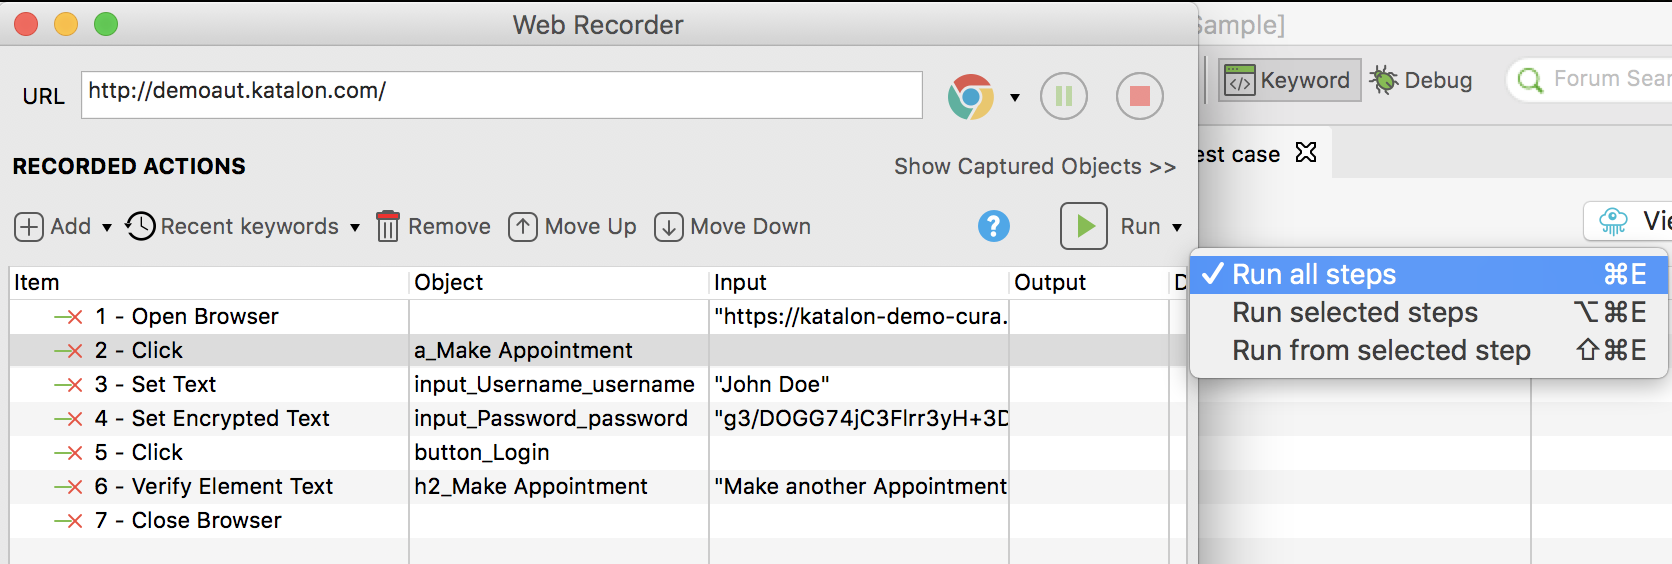 Web Recorder
Sample]
URL
http://demoaut.katalon.com/
Keyword
Debug
Forum Sear
RECORDED ACTIONS
Show Captured Objects >>
est case
Add
Recent keywords
Remove
Move Up
Move Down
?
Run
Vie
Item Object Input Output D
Run all steps ⌘E
Run selected steps ⌥⌘E
Run from selected step ⇧⌘E
1 - Open Browser "https://katalon-demo-cura.
2 - Click a_Make Appointment
3 - Set Text input_Username_username "John Doe"
4 - Set Encrypted Text input_Password_password "g3/DOGG74jC3Flrr3yH+3D
5 - Click button_Login
6 - Verify Element Text h2_Make Appointment "Make another Appointment
7 - Close Browser